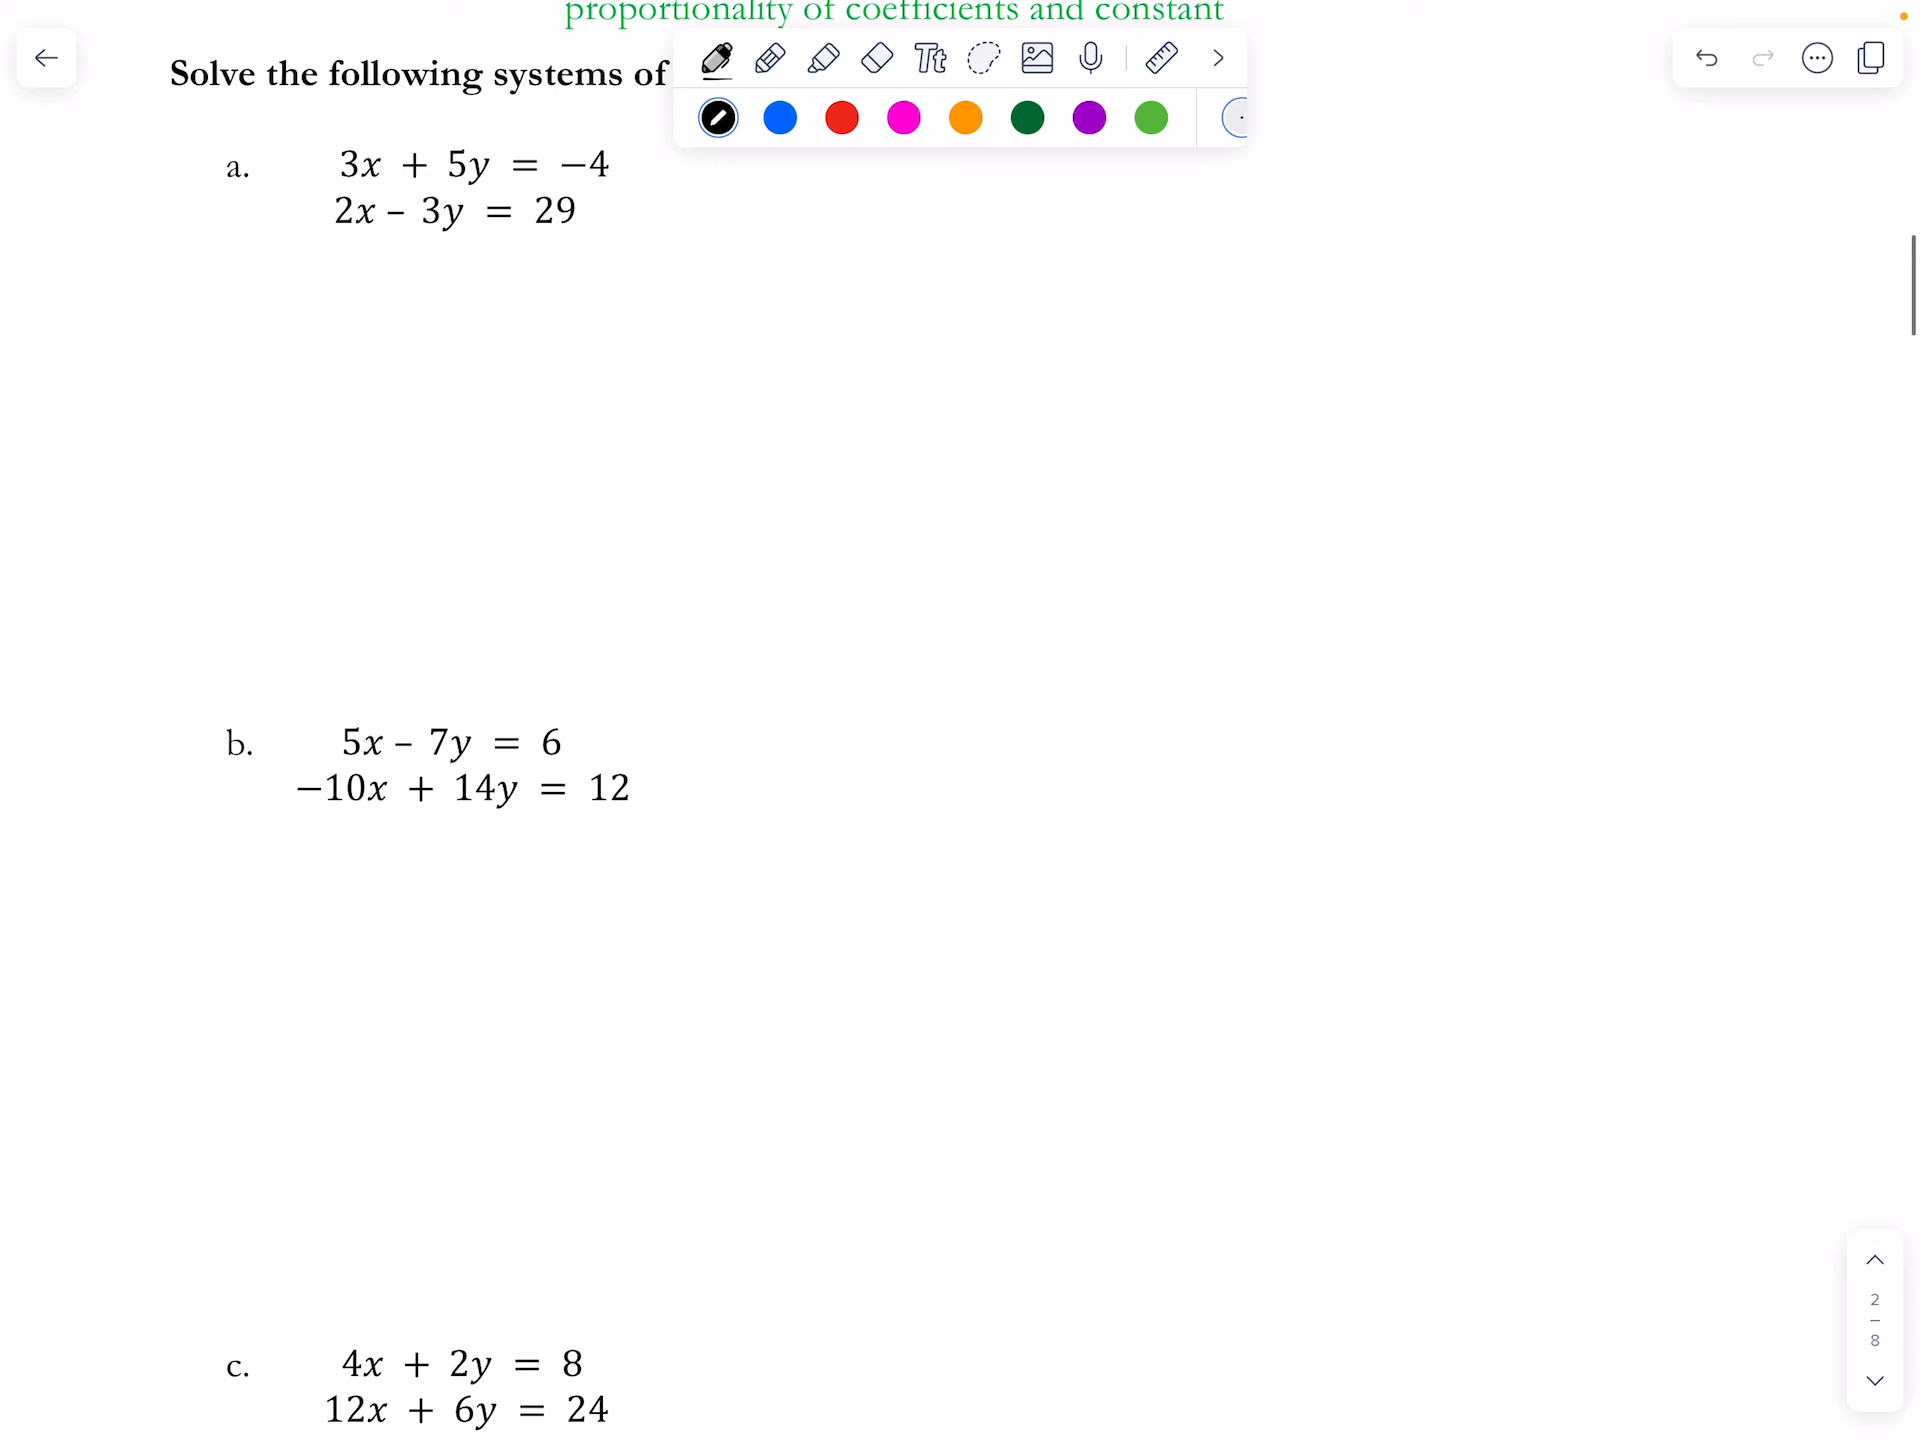 proportionality of coefficients and constant
Solve the following systems of
Tt
a. 3x + 5y = −4
2x – 3y = 29
b. 5x – 7y = 6
−10x + 14y = 12
2
8
c. 4x + 2y = 8
12x + 6y = 24